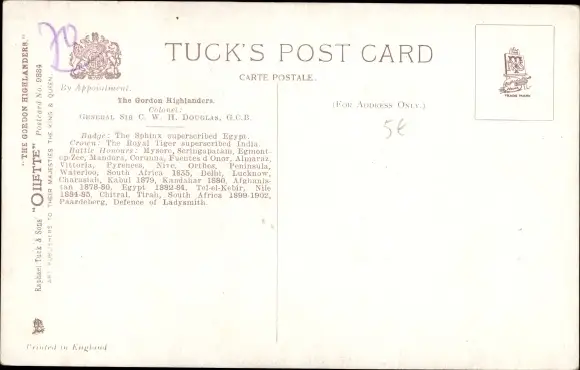 "THE GORDON HIGHLANDERS."
Raphael Tuck & Sons' "OILETTE" Postcard No. 9884
ART PUBLISHERS TO THEIR MAJESTIES THE KING & QUEEN.
TUCK'S POST CARD
CARTE POSTALE.
By Appointment.
(FOR ADDRESS ONLY.)
5€
TRADE MARK
The Gordon Highlanders.
Colonel:
GENERAL SIR C. W. H. DOUGLAS, G.C.B.
Badge: The Sphinx superscribed Egypt.
Crown: The Royal Tiger superscribed India.
Battle Honours: Mysore, Seringapatam, Egmont-
op-Zee, Mandora, Corunna, Fuentes d'Onor, Almaraz,
Vittoria, Pyrenees, Nive, Orthes, Peninsula,
Waterloo, South Africa 1835, Delhi, Lucknow,
Charasiah, Kabul 1879, Kandahar 1880, Afghanis-
tan 1878-80, Egypt 1882-84, Tel-el-Kebir, Nile
1884-85, Chitral, Tirah, South Africa 1899-1902,
Paardeberg, Defence of Ladysmith.
Printed in England